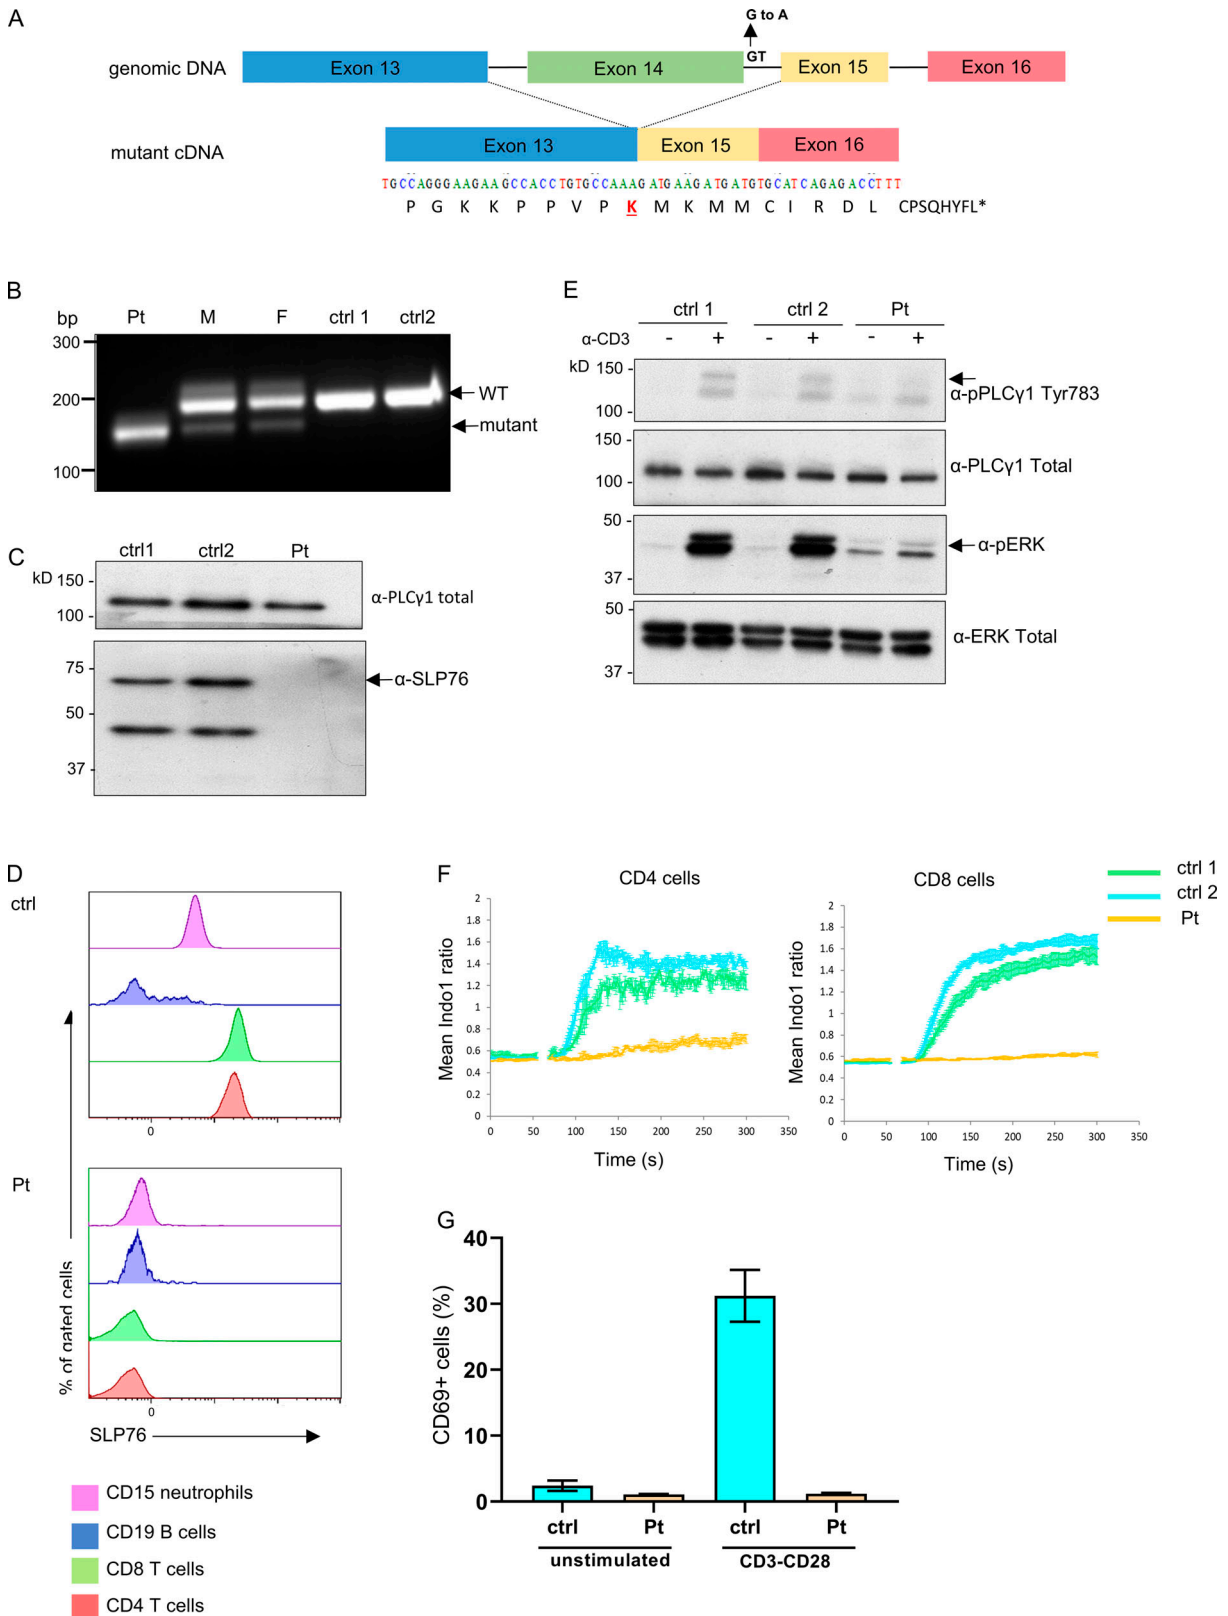 A
G to A
GT
genomic DNA
Exon 13
Exon 14
Exon 15
Exon 16
mutant cDNA
Exon 13
Exon 15
Exon 16
TGCCAGGGAAGAAGCCACCTGTGCCAAAGATGAAGATGATGTGCATCAGAGACCTTT
P G K K P P V P K M K M M C I R D L CPSQHYFL*
B
bp
Pt
M
F
ctrl 1
ctrl2
300
200
100
WT
mutant
C
ctrl1
ctrl2
Pt
kD
150
100
α-PLCγ1 total
75
50
37
α-SLP76
D
ctrl
0
Pt
0
% of gated cells
SLP76
CD15 neutrophils
CD19 B cells
CD8 T cells
CD4 T cells
E
ctrl 1
ctrl 2
Pt
α-CD3
- + - + - +
kD
150
100
α-pPLCγ1 Tyr783
150
100
α-PLCγ1 Total
50
37
α-pERK
50
37
α-ERK Total
F
CD4 cells
Mean Indo1 ratio
2
1.8
1.6
1.4
1.2
1
0.8
0.6
0.4
0.2
0
0 50 100 150 200 250 300 350
Time (s)
CD8 cells
Mean Indo1 ratio
2
1.8
1.6
1.4
1.2
1
0.8
0.6
0.4
0.2
0
0 50 100 150 200 250 300 350
Time (s)
ctrl 1
ctrl 2
Pt
G
CD69+ cells (%)
40
30
20
10
0
ctrl Pt ctrl Pt
unstimulated CD3-CD28